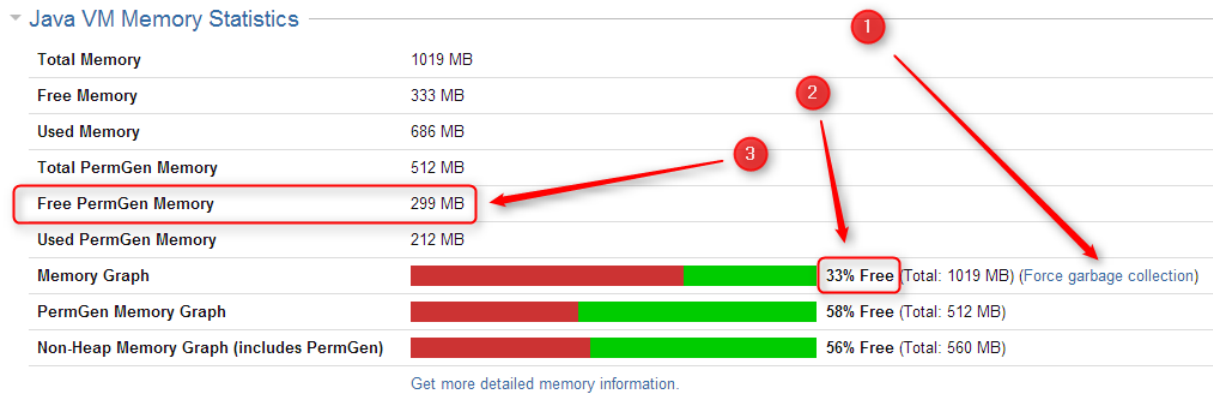 Java VM Memory Statistics
1
Total Memory 1019 MB
2
Free Memory 333 MB
Used Memory 686 MB
3
Total PermGen Memory 512 MB
Free PermGen Memory 299 MB
Used PermGen Memory 212 MB
Memory Graph 33% Free (Total: 1019 MB) (Force garbage collection)
PermGen Memory Graph 58% Free (Total: 512 MB)
Non-Heap Memory Graph (includes PermGen) 56% Free (Total: 560 MB)
Get more detailed memory information.